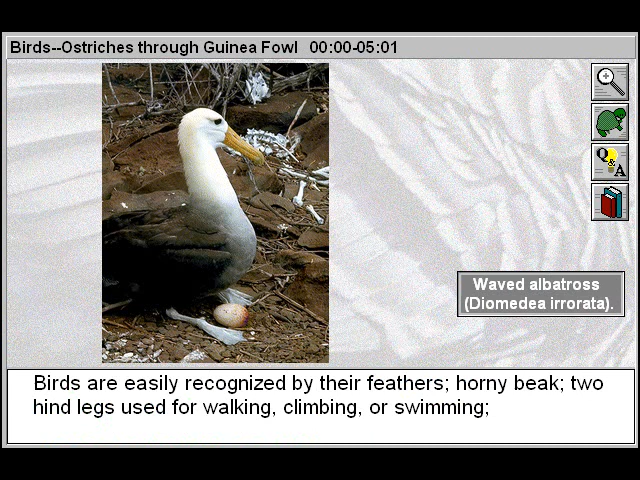 Birds--Ostriches through Guinea Fowl 00:00-05:01
Q&A
Waved albatross
(Diomedea irrorata).
Birds are easily recognized by their feathers; horny beak; two
hind legs used for walking, climbing, or swimming;